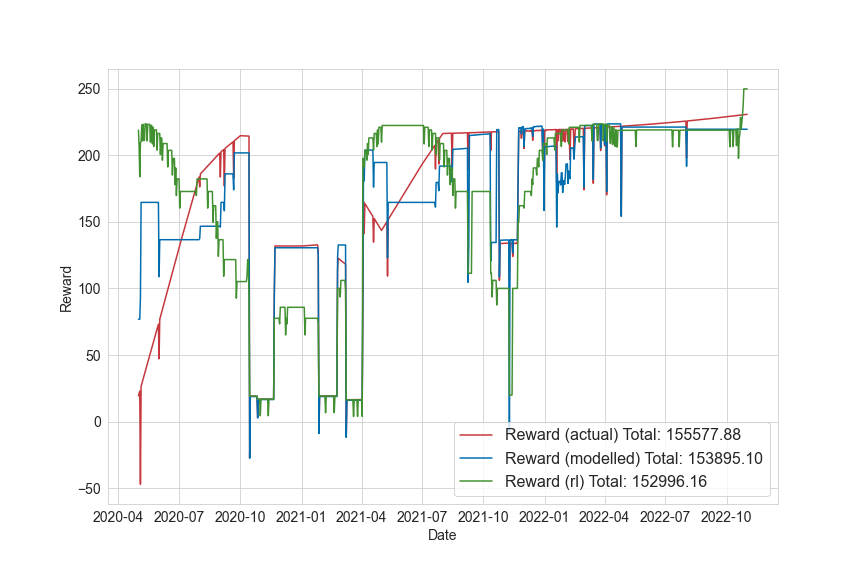 250
200
150
100
50
0
−50
Reward
2020-04 2020-07 2020-10 2021-01 2021-04 2021-07 2021-10 2022-01 2022-04 2022-07 2022-10
Date
Reward (actual) Total: 155577.88
Reward (modelled) Total: 153895.10
Reward (rl) Total: 152996.16